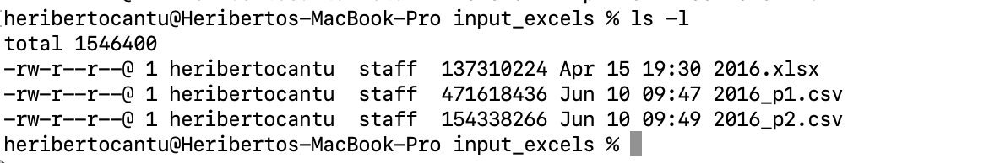 heribertocantu@Heribertos-MacBook-Pro input_excels % ls -l
total 1546400
-rw-r--r--@ 1 heribertocantu  staff  137310224 Apr 15 19:30 2016.xlsx
-rw-r--r--@ 1 heribertocantu  staff  471618436 Jun 10 09:47 2016_p1.csv
-rw-r--r--@ 1 heribertocantu  staff  154338266 Jun 10 09:49 2016_p2.csv
heribertocantu@Heribertos-MacBook-Pro input_excels %